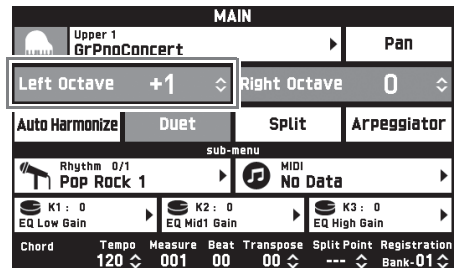 MAIN
Upper 1
GrPnoConcert
Pan
Left Octave +1 Right Octave 0
Auto Harmonize Duet Split Arpeggiator
sub-menu
Rhythm 0/1 MIDI
Pop Rock 1 No Data
K1: 0 K2: 0 K3: 0
EQ Low Gain EQ Mid1 Gain EQ High Gain
Chord Tempo Measure Beat Transpose Split Point Registration
120 001 00 00 --- Bank-01